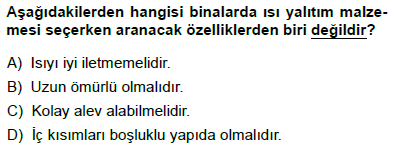 Aşağıdakilerden hangisi binalarda ısı yalıtım malze-
mesi seçerken aranacak özelliklerden biri değildir?
A) Isıyı iyi iletmemelidir.
B) Uzun ömürlü olmalıdır.
C) Kolay alev alabilmelidir.
D) İç kısımları boşluklu yapıda olmalıdır.